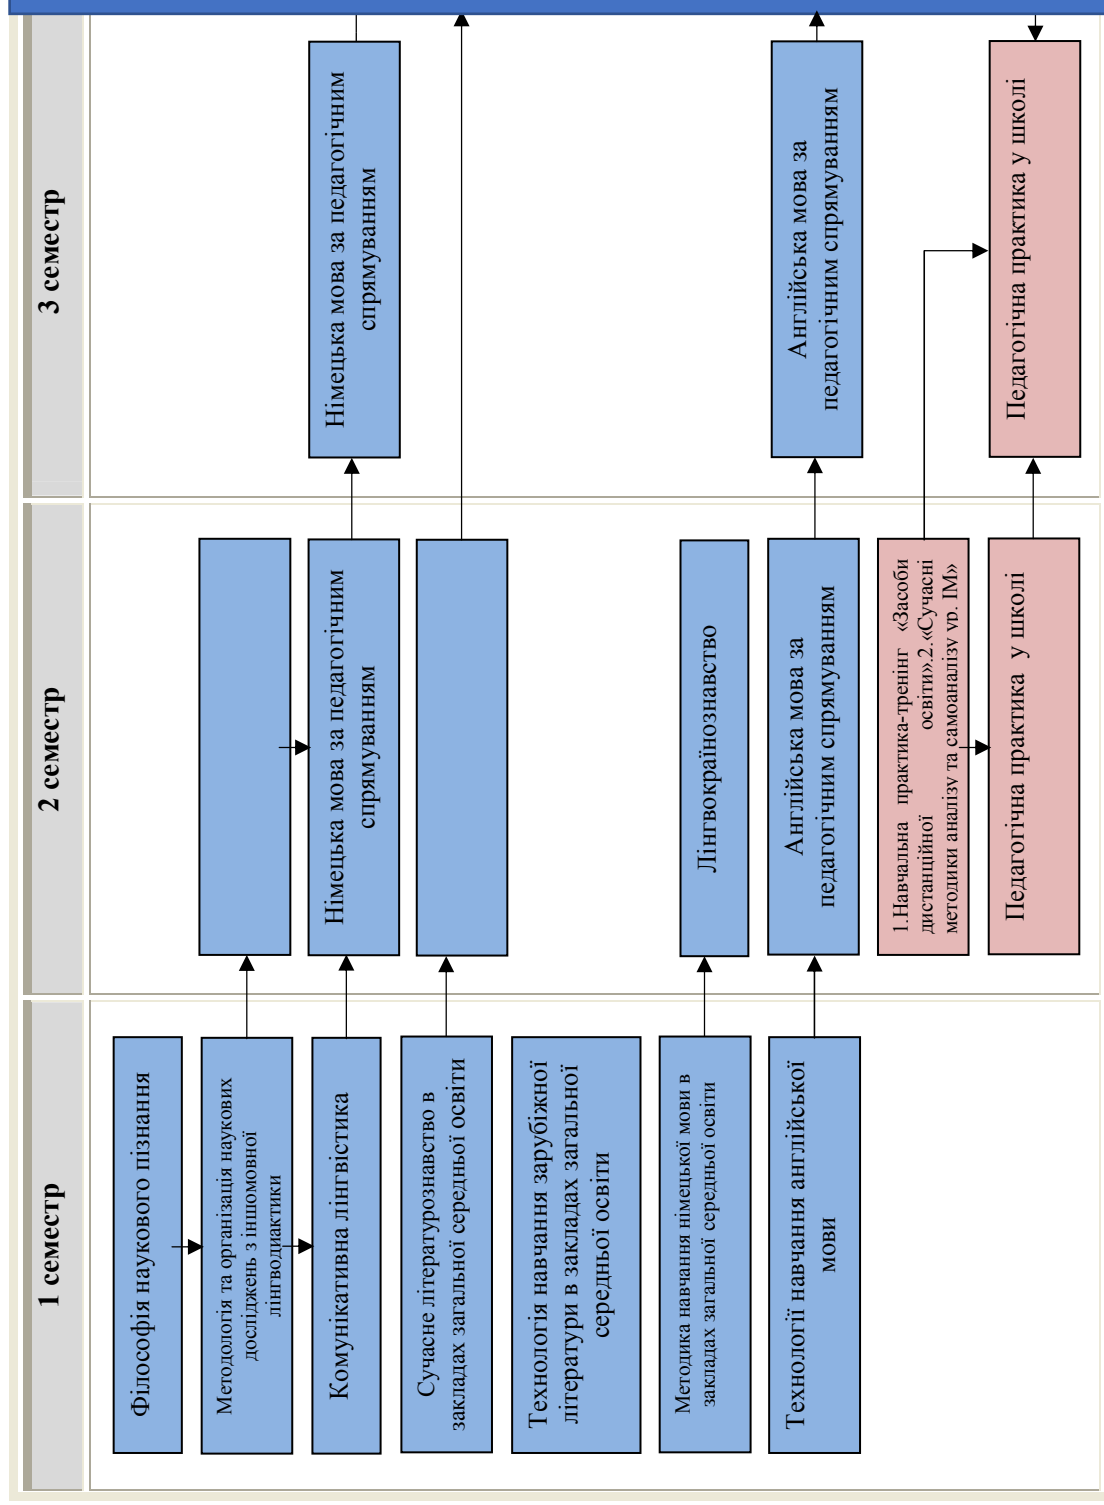 1 семестр
Філософія наукового пізнання
Методологія та організація наукових
досліджень з іншомовної
лінгводидактики
Комунікативна лінгвістика
Сучасне літературознавство в
закладах загальної середньої освіти
Технологія навчання зарубіжної
літератури в закладах загальної
середньої освіти
Методика навчання німецької мови в
закладах загальної середньої освіти
Технології навчання англійської
мови
2 семестр
Німецька мова за педагогічним
спрямуванням
Лінгвокраїнознавство
Англійська мова за
педагогічним спрямуванням
1.Навчальна практика-тренінг «Засоби
дистанційної освіти».2.«Сучасні
методики аналізу та самоаналізу ур. ІМ»
Педагогічна практика у школі
3 семестр
Німецька мова за педагогічним
спрямуванням
Англійська мова за
педагогічним спрямуванням
Педагогічна практика у школі